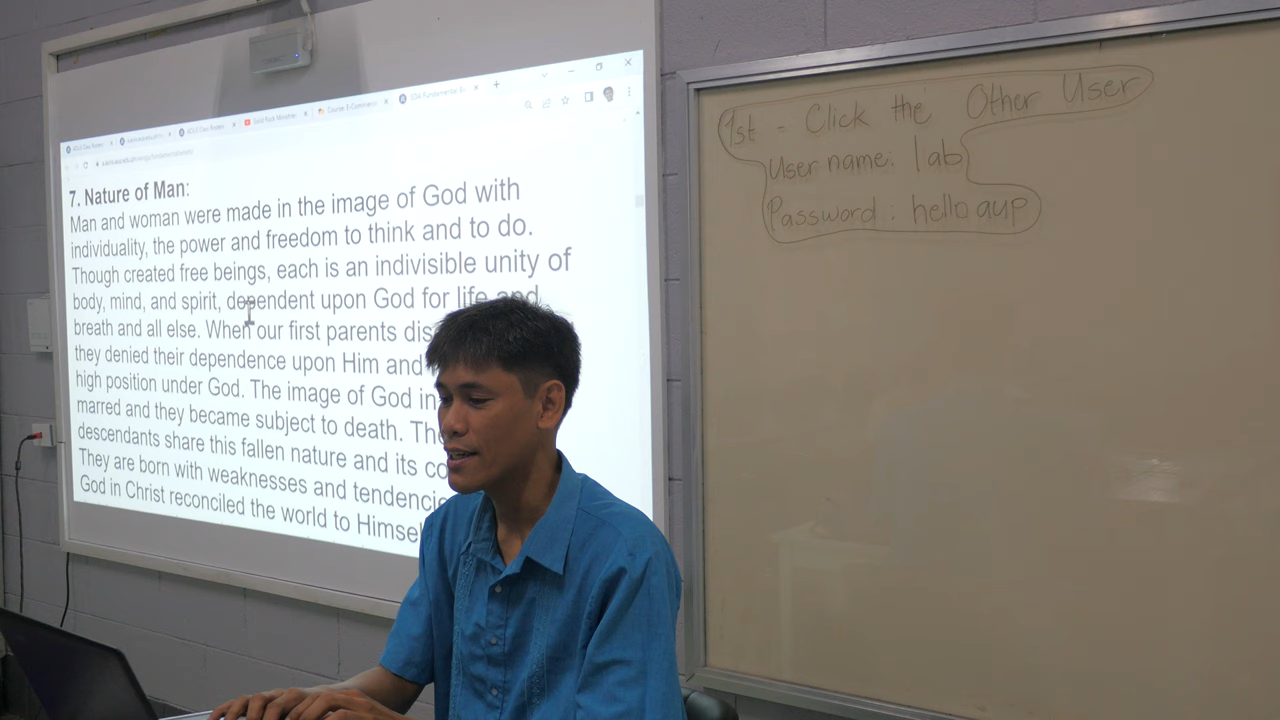 7. Nature of Man:
Man and woman were made in the image of God with
individuality, the power and freedom to think and to do.
Though created free beings, each is an indivisible unity of
body, mind, and spirit, dependent upon God for life and
breath and all else. When our first parents
they denied their dependence upon Him and
high position under God. The image of God in
marred and they became subject to death.
descendants share this fallen nature and its
They are born with weaknesses and
God in Christ reconciled the world to
1st - Click the Other User
User name: lab
Password: hello aup